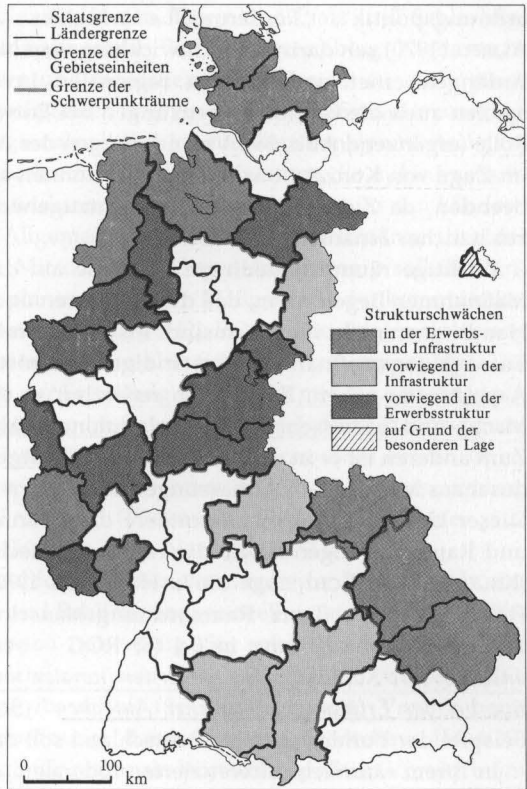 Staatsgrenze
Ländergrenze
Grenze der
Gebietseinheiten
Grenze der
Schwerpunkträume
Strukturschwächen
in der Erwerbs-
und Infrastruktur
vorwiegend in der
Infrastruktur
vorwiegend in der
Erwerbsstruktur
auf Grund der
besonderen Lage
0 100
km